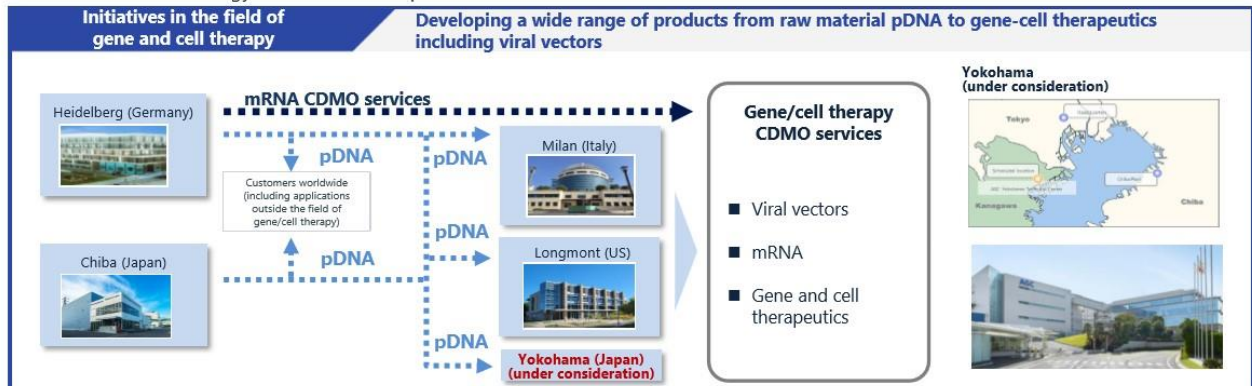 Initiatives in the field of
gene and cell therapy
Developing a wide range of products from raw material pDNA to gene-cell therapeutics
including viral vectors
mRNA CDMO services
Heidelberg (Germany)
pDNA
Customers worldwide
(including applications
outside the field of
gene/cell therapy)
pDNA
Chiba (Japan)
pDNA
Milan (Italy)
pDNA
Longmont (US)
pDNA
Yokohama (Japan)
(under consideration)
Gene/cell therapy
CDMO services
■ Viral vectors
■ mRNA
■ Gene and cell
therapeutics
Yokohama
(under consideration)
Tokyo
Kanagawa
Chiba
AGC